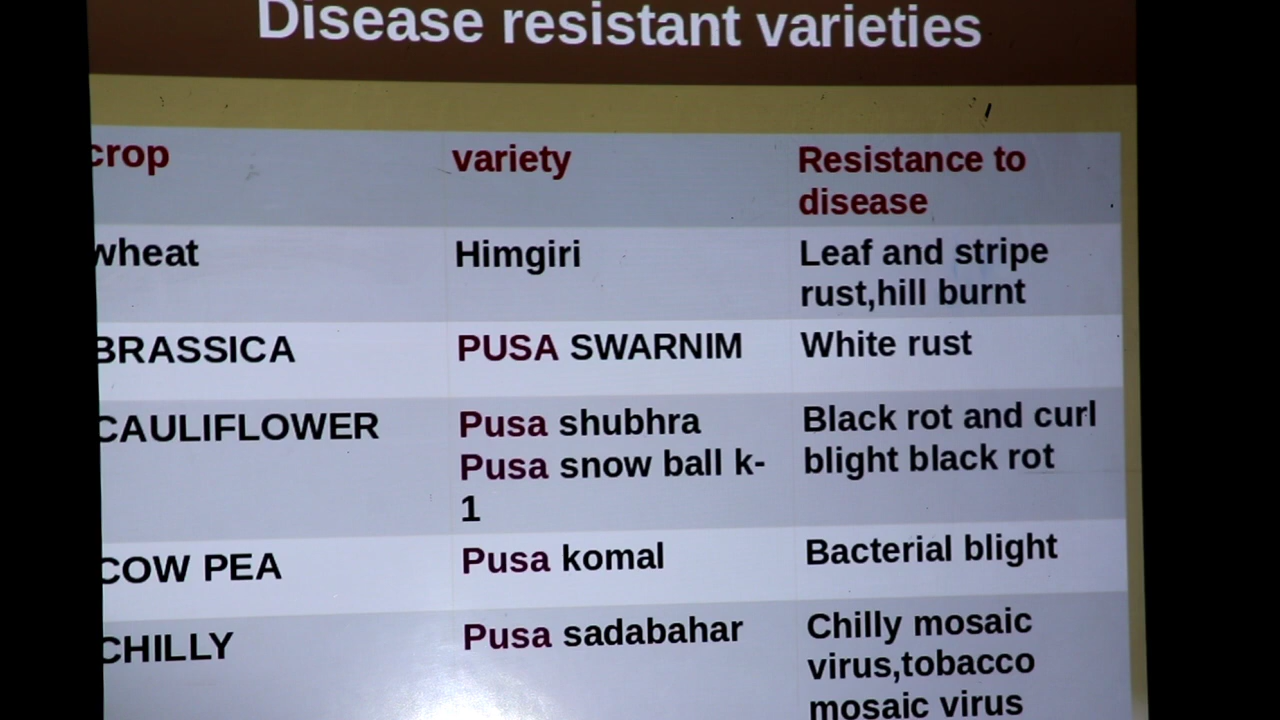 Disease resistant varieties
crop variety Resistance to
disease
wheat Himgiri Leaf and stripe
rust,hill burnt
BRASSICA PUSA SWARNIM White rust
CAULIFLOWER Pusa shubhra Black rot and curl
Pusa snow ball k- blight black rot
1
COW PEA Pusa komal Bacterial blight
CHILLY Pusa sadabahar Chilly mosaic
virus,tobacco
mosaic virus